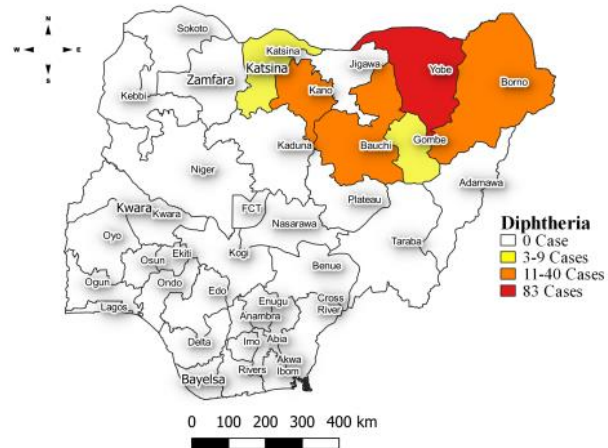 N
W E
S
Sokoto
Katsina
Katsina
Jigawa
Yobe
Zamfara
Borno
Kebbi
Kano
Kaduna
Bauchi
Gombe
Niger
Adamawa
Plateau
FCT
Kwara
Kwara
Nasarawa
Taraba
Oyo
Ekiti
Kogi
Osun
Benue
Ogun
Ondo
Edo
Enugu
Cross
River
Lagos
Anambra
Delta
Imo
Abia
Akwa
Ibom
Rivers
Bayelsa
Diphtheria
0 Case
3-9 Cases
11-40 Cases
83 Cases
0 100 200 300 400 km